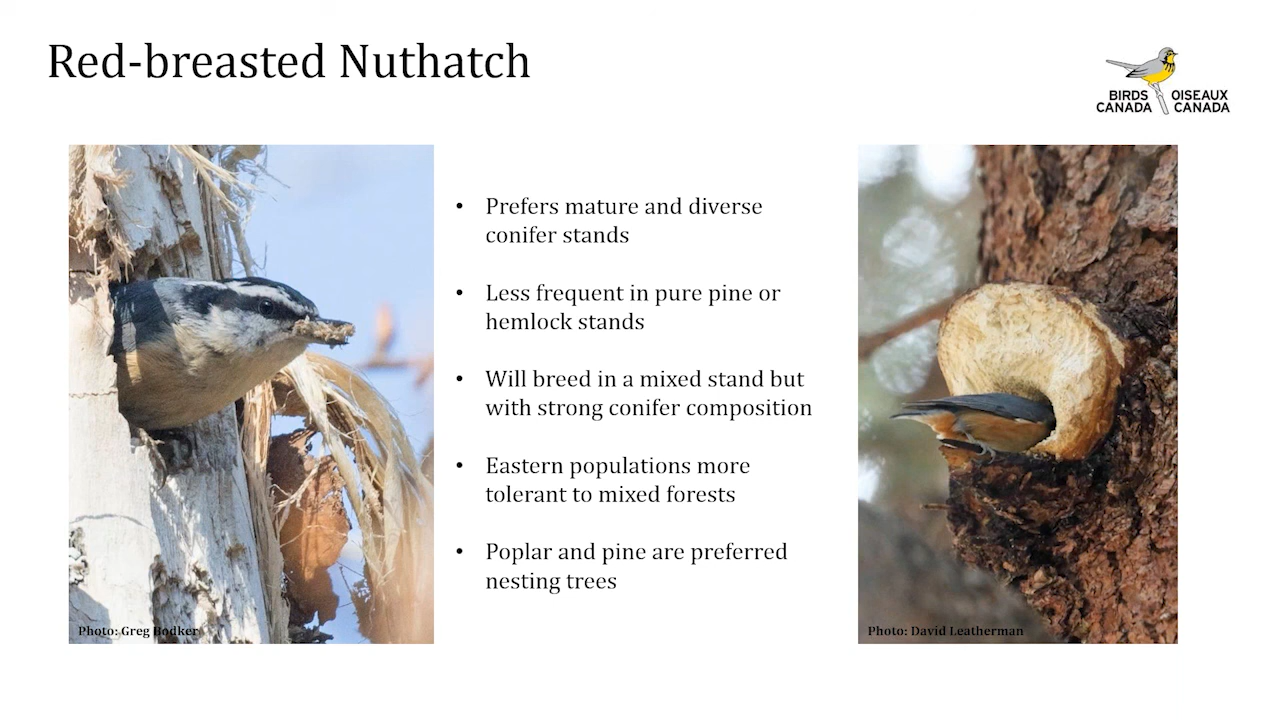 Red-breasted Nuthatch
BIRDS OISEAUX
CANADA CANADA
• Prefers mature and diverse
conifer stands
• Less frequent in pure pine or
hemlock stands
• Will breed in a mixed stand but
with strong conifer composition
• Eastern populations more
tolerant to mixed forests
• Poplar and pine are preferred
nesting trees
Photo: Greg Bodker
Photo: David Leatherman